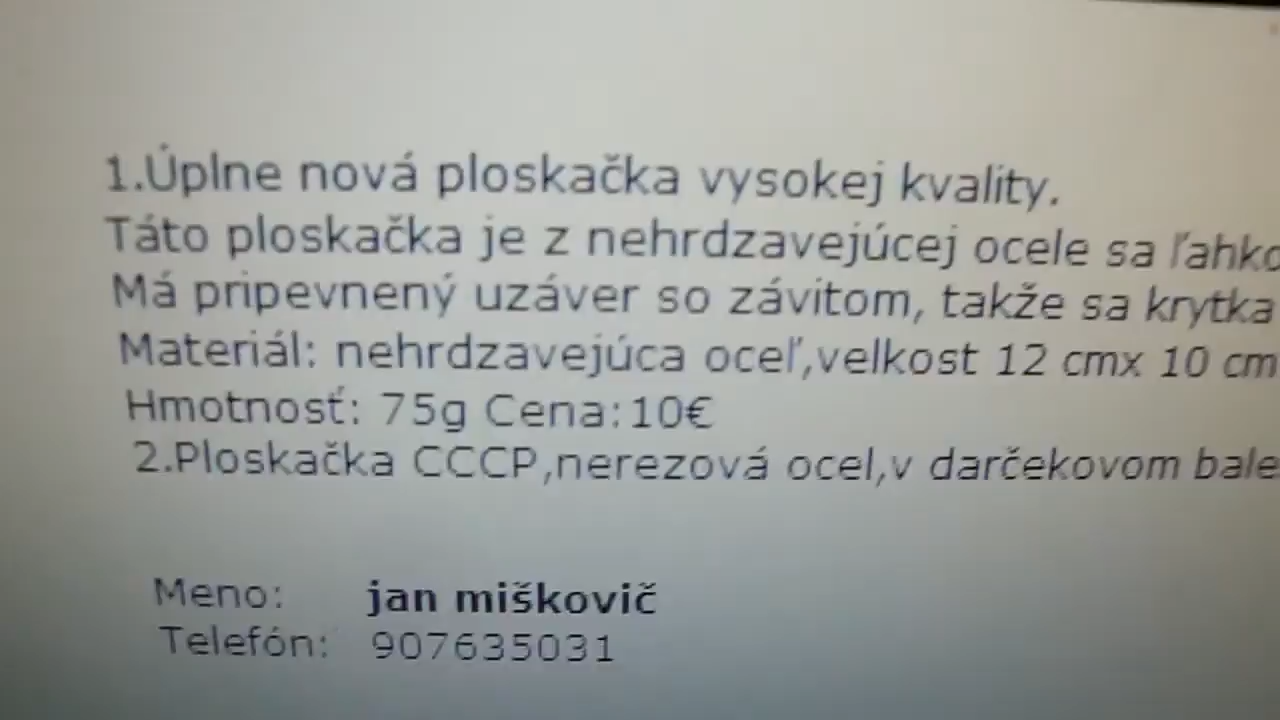 1.Úplne nová ploskačka vysokej kvality.
Táto ploskačka je z nehrdzavejúcej ocele sa
Má pripevnený uzáver so závitom, takže sa krytka
Materiál: nehrdzavejúca oceľ,velkost 12 cmx 10 cm
Hmotnosť: 75g Cena:10€
2.Ploskačka CCCP,nerezová ocel,v darčekovom
Meno: jan miškovič
Telefón: 907635031